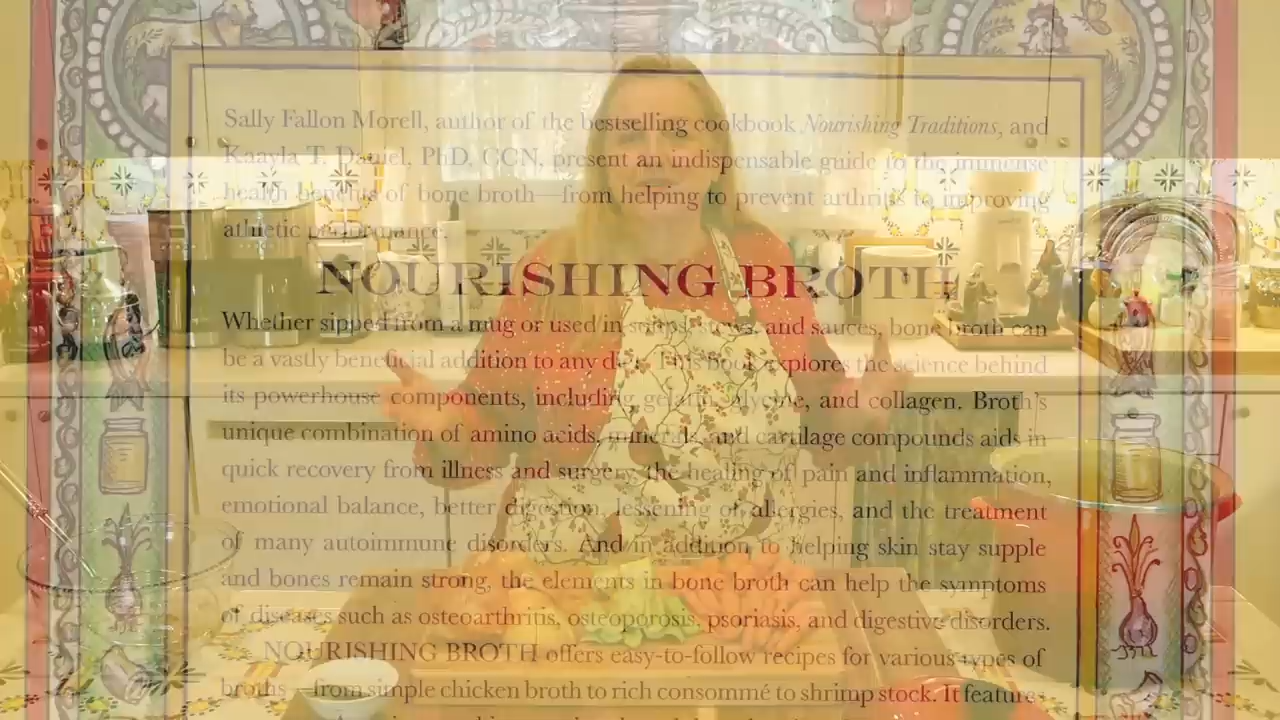 Sally Fallon Morell, author of the bestselling cookbook Nourishing Traditions, and
Kaayla T. Daniel, PhD, CCN, present an indispensable guide to the immense
health benefits of bone broth—from helping to prevent arthritis to improving
athletic performance.
NOURISHING BROTH
Whether sipped from a mug or used in soups, stews, and sauces, bone broth can
be a vastly beneficial addition to any diet. This book explores the science behind
its powerhouse components, including gelatin, glycine, and collagen. Broth's
unique combination of amino acids, minerals, and cartilage compounds aids in
quick recovery from illness and surgery, the healing of pain and inflammation,
emotional balance, better digestion, lessening of allergies, and the treatment
of many autoimmune disorders. And in addition to helping skin stay supple
and bones remain strong, the elements in bone broth can help the symptoms
of diseases such as osteoarthritis, osteoporosis, psoriasis, and digestive disorders.
NOURISHING BROTH offers easy-to-follow recipes for various types of
broths—from simple chicken broth to rich consommé to shrimp stock. It features